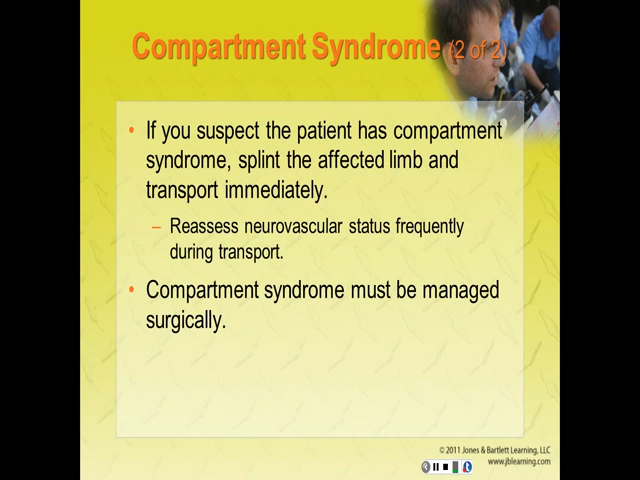 Compartment Syndrome (2 of 2)
• If you suspect the patient has compartment
syndrome, splint the affected limb and
transport immediately.
– Reassess neurovascular status frequently
during transport.
• Compartment syndrome must be managed
surgically.
© 2011 Jones & Bartlett Learning, LLC
www.jblearning.com